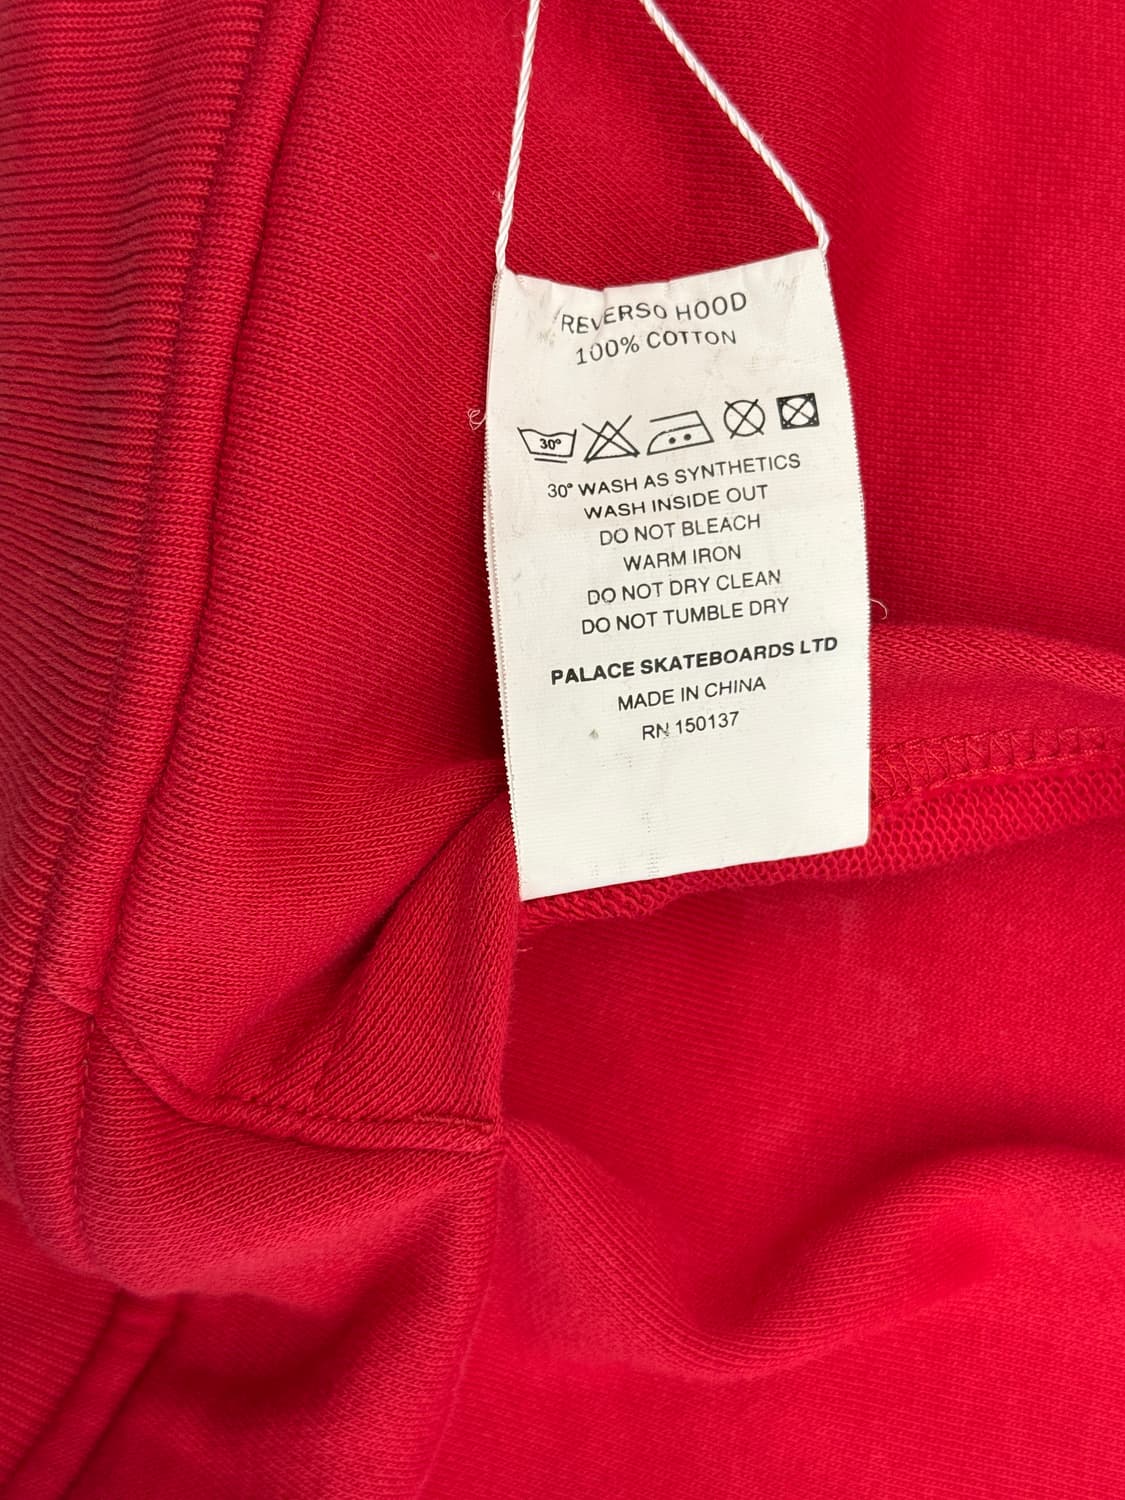 REVERSO HOOD
100% COTTON
30°
30° WASH AS SYNTHETICS
WASH INSIDE OUT
DO NOT BLEACH
WARM IRON
DO NOT DRY CLEAN
DO NOT TUMBLE DRY
PALACE SKATEBOARDS LTD
MADE IN CHINA
RN 150137